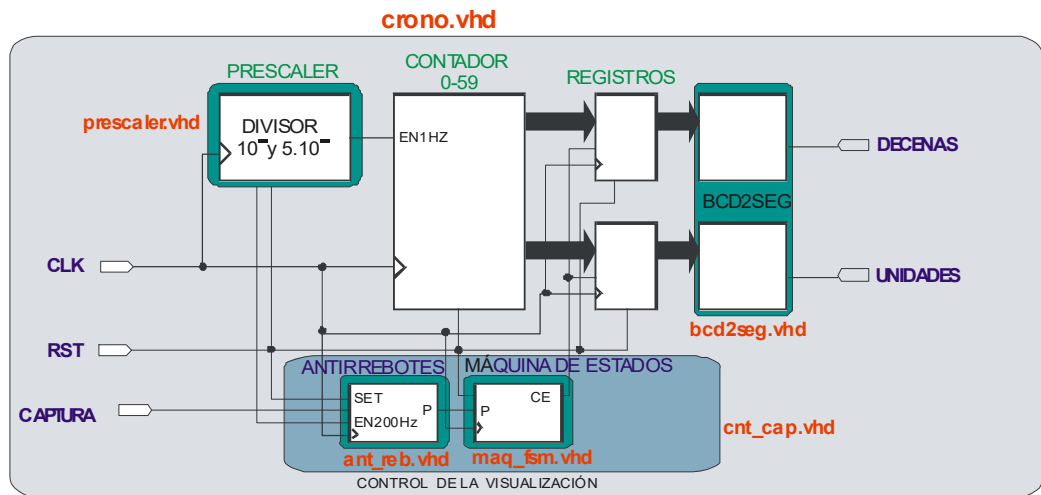 crono.vhd
PRESCALER
CONTADOR
0-59
REGISTROS
prescaler.vhd
DIVISOR
10 y 5.10
EN1HZ
DECENAS
BCD2SEG
CLK
UNIDADES
bcd2seg.vhd
RST
ANTIRREBOTES
MÁQUINA DE ESTADOS
SET
CE
CAPTURA
P
P
EN200Hz
cnt_cap.vhd
ant_reb.vhd
maq_fsm.vhd
CONTROL DE LA VISUALIZACIÓN